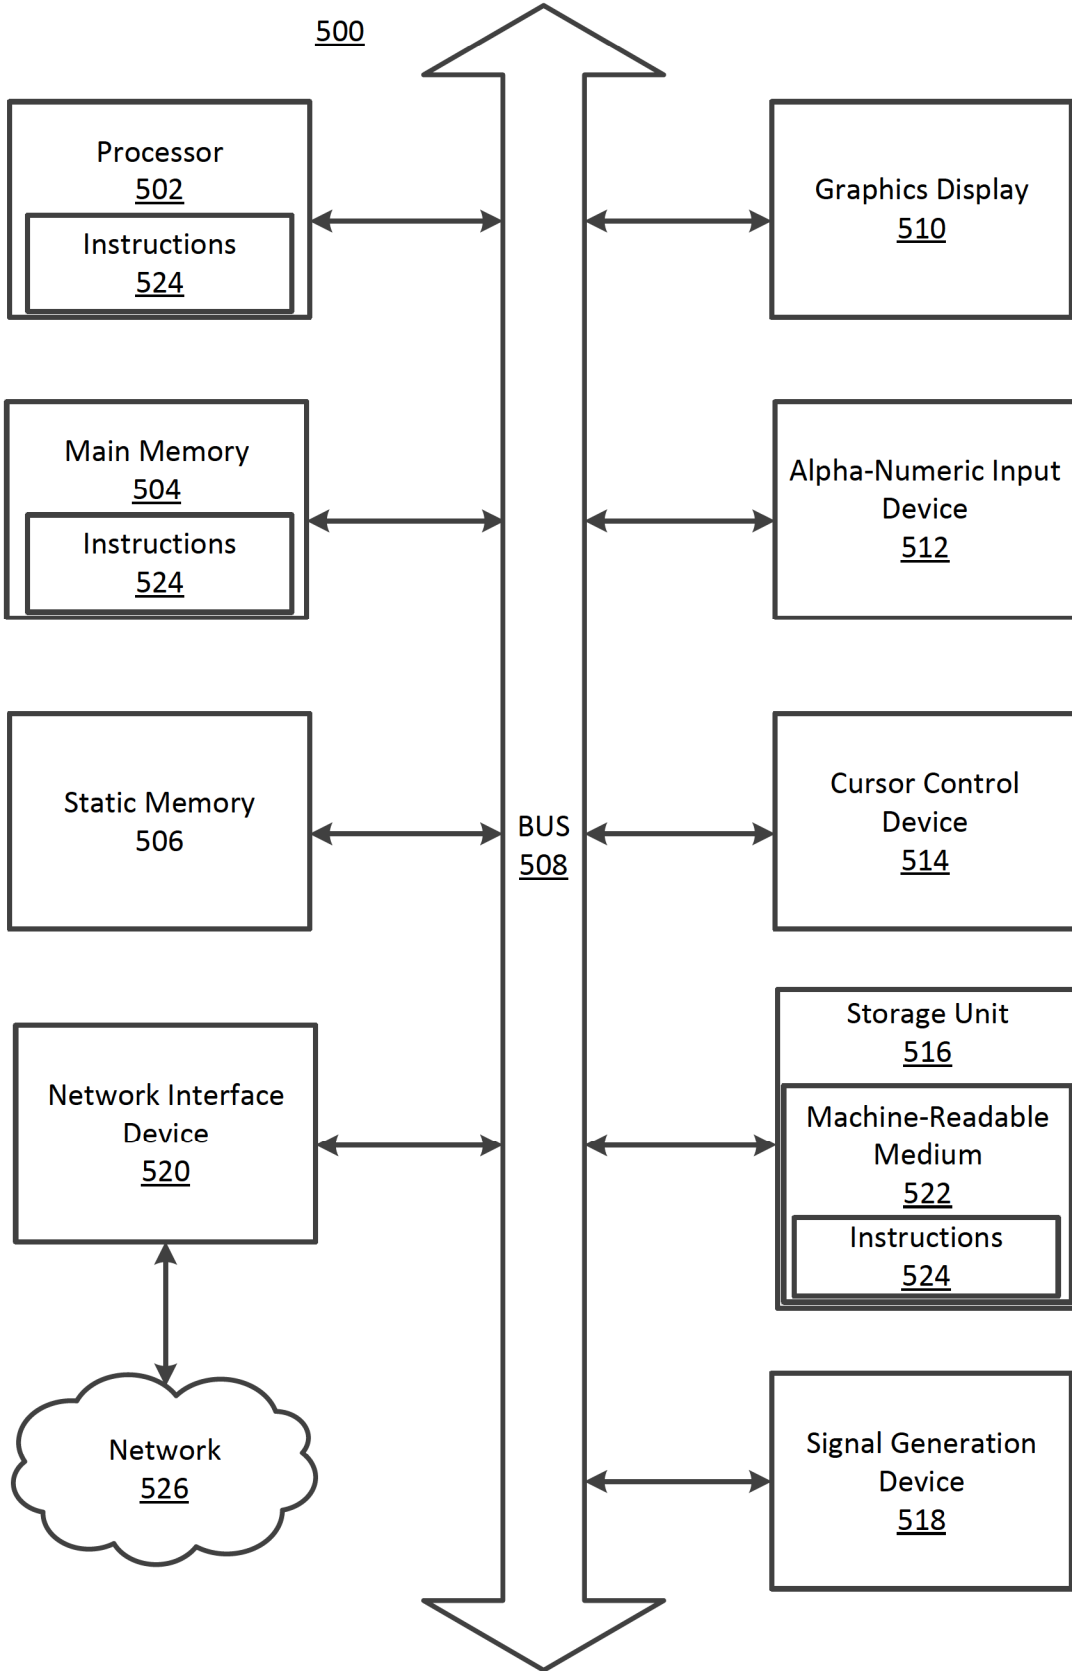 500
Processor
502
Instructions
524
Main Memory
504
Instructions
524
Static Memory
506
Network Interface
Device
520
Network
526
BUS
508
Graphics Display
510
Alpha-Numeric Input
Device
512
Cursor Control
Device
514
Storage Unit
516
Machine-Readable
Medium
522
Instructions
524
Signal Generation
Device
518